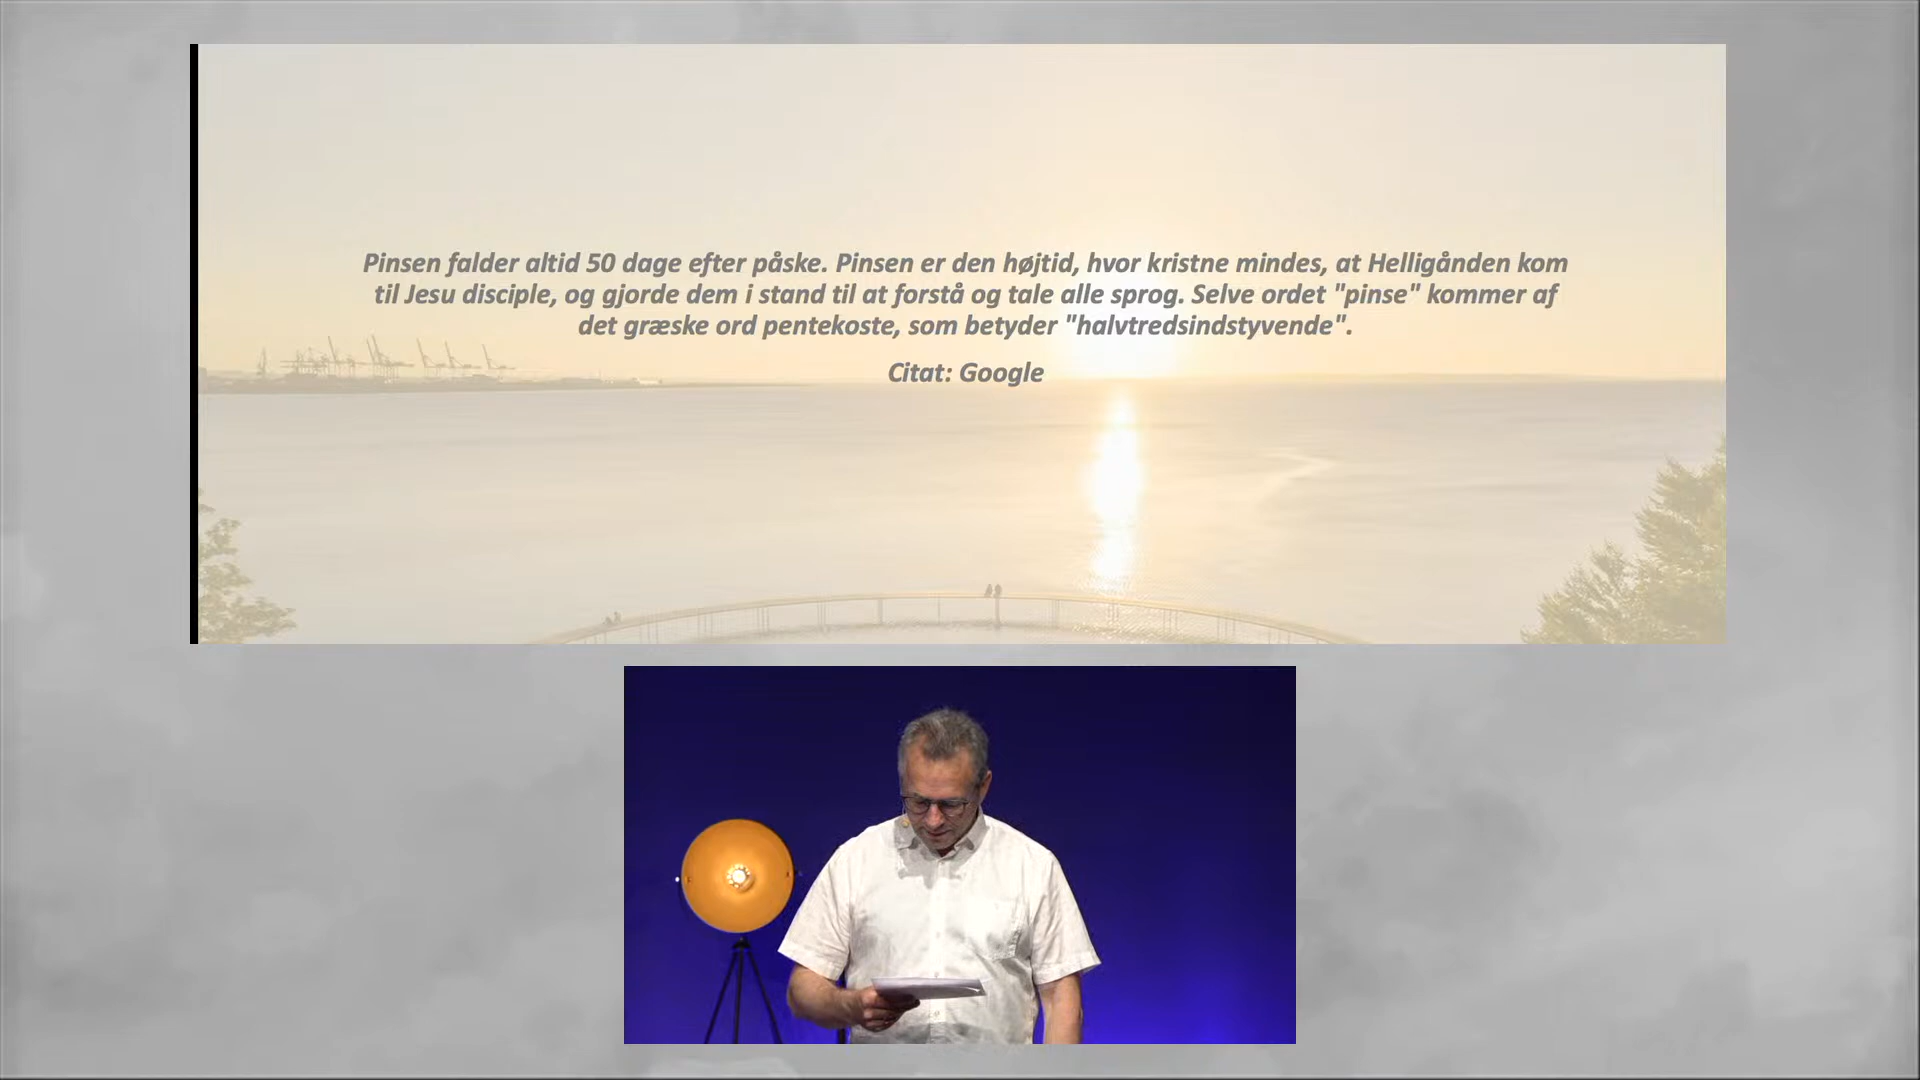 Pinsen falder altid 50 dage efter påske. Pinsen er den højtid, hvor kristne mindes, at Helligånden kom
til Jesu disciple, og gjorde dem i stand til at forstå og tale alle sprog. Selve ordet "pinse" kommer af
det græske ord pentekoste, som betyder "halvtredsindstyvende".
Citat: Google